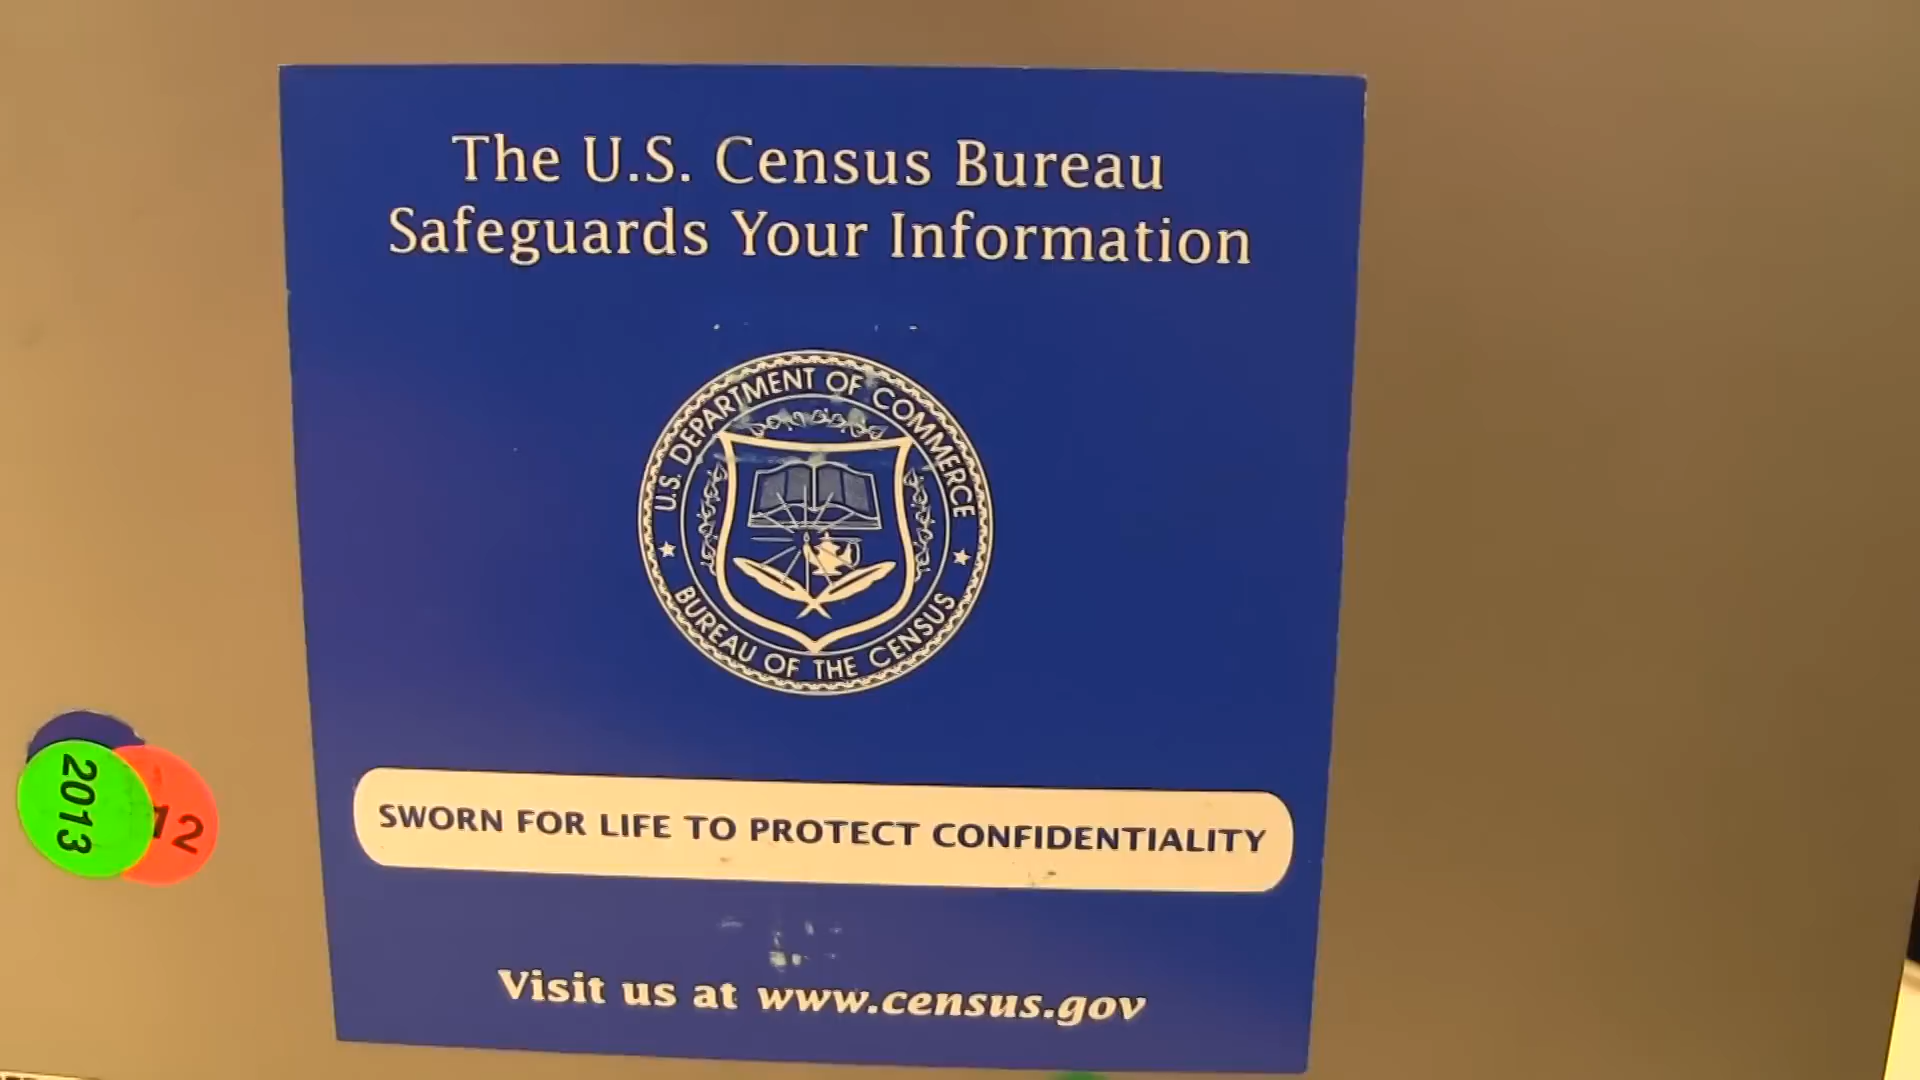 The U.S. Census Bureau
Safeguards Your Information
U.S. DEPARTMENT OF COMMERCE
BUREAU OF THE CENSUS
2013
12
SWORN FOR LIFE TO PROTECT CONFIDENTIALITY
Visit us at www.census.gov